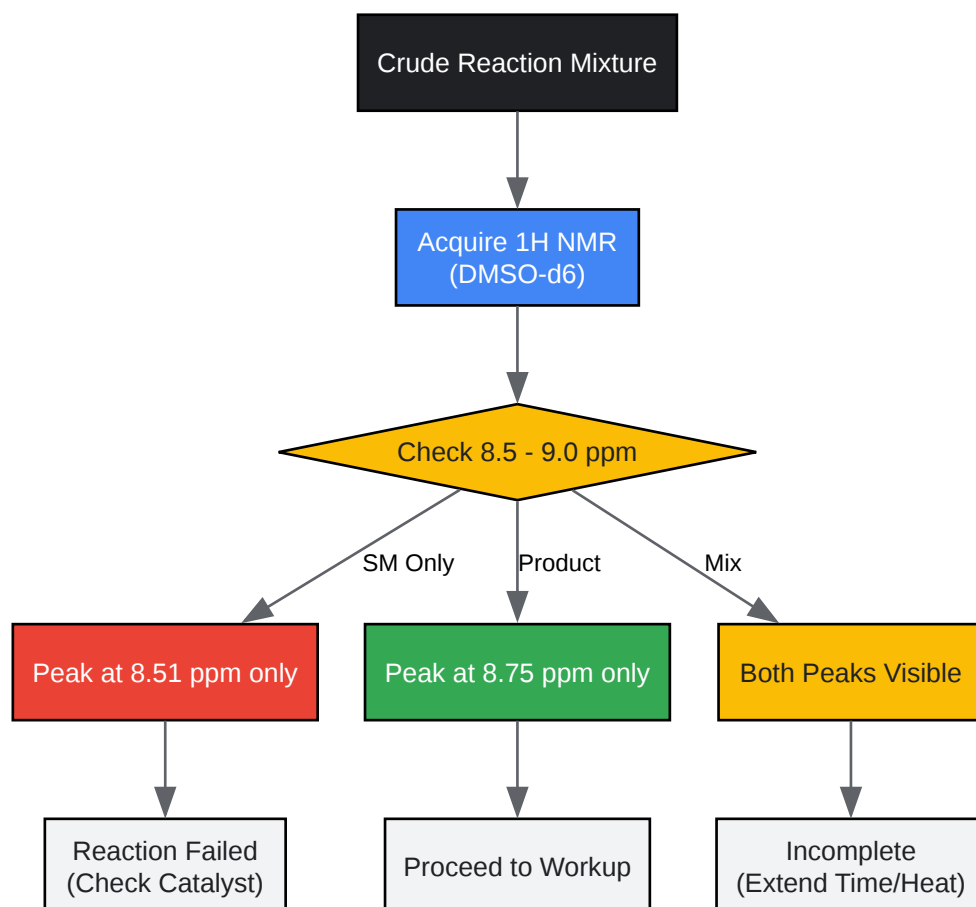 Crude Reaction Mixture
Acquire 1H NMR
(DMSO-d6)
Check 8.5 - 9.0 ppm
SM Only
Product
Mix
Peak at 8.51 ppm only
Peak at 8.75 ppm only
Both Peaks Visible
Reaction Failed
(Check Catalyst)
Proceed to Workup
Incomplete
(Extend Time/Heat)